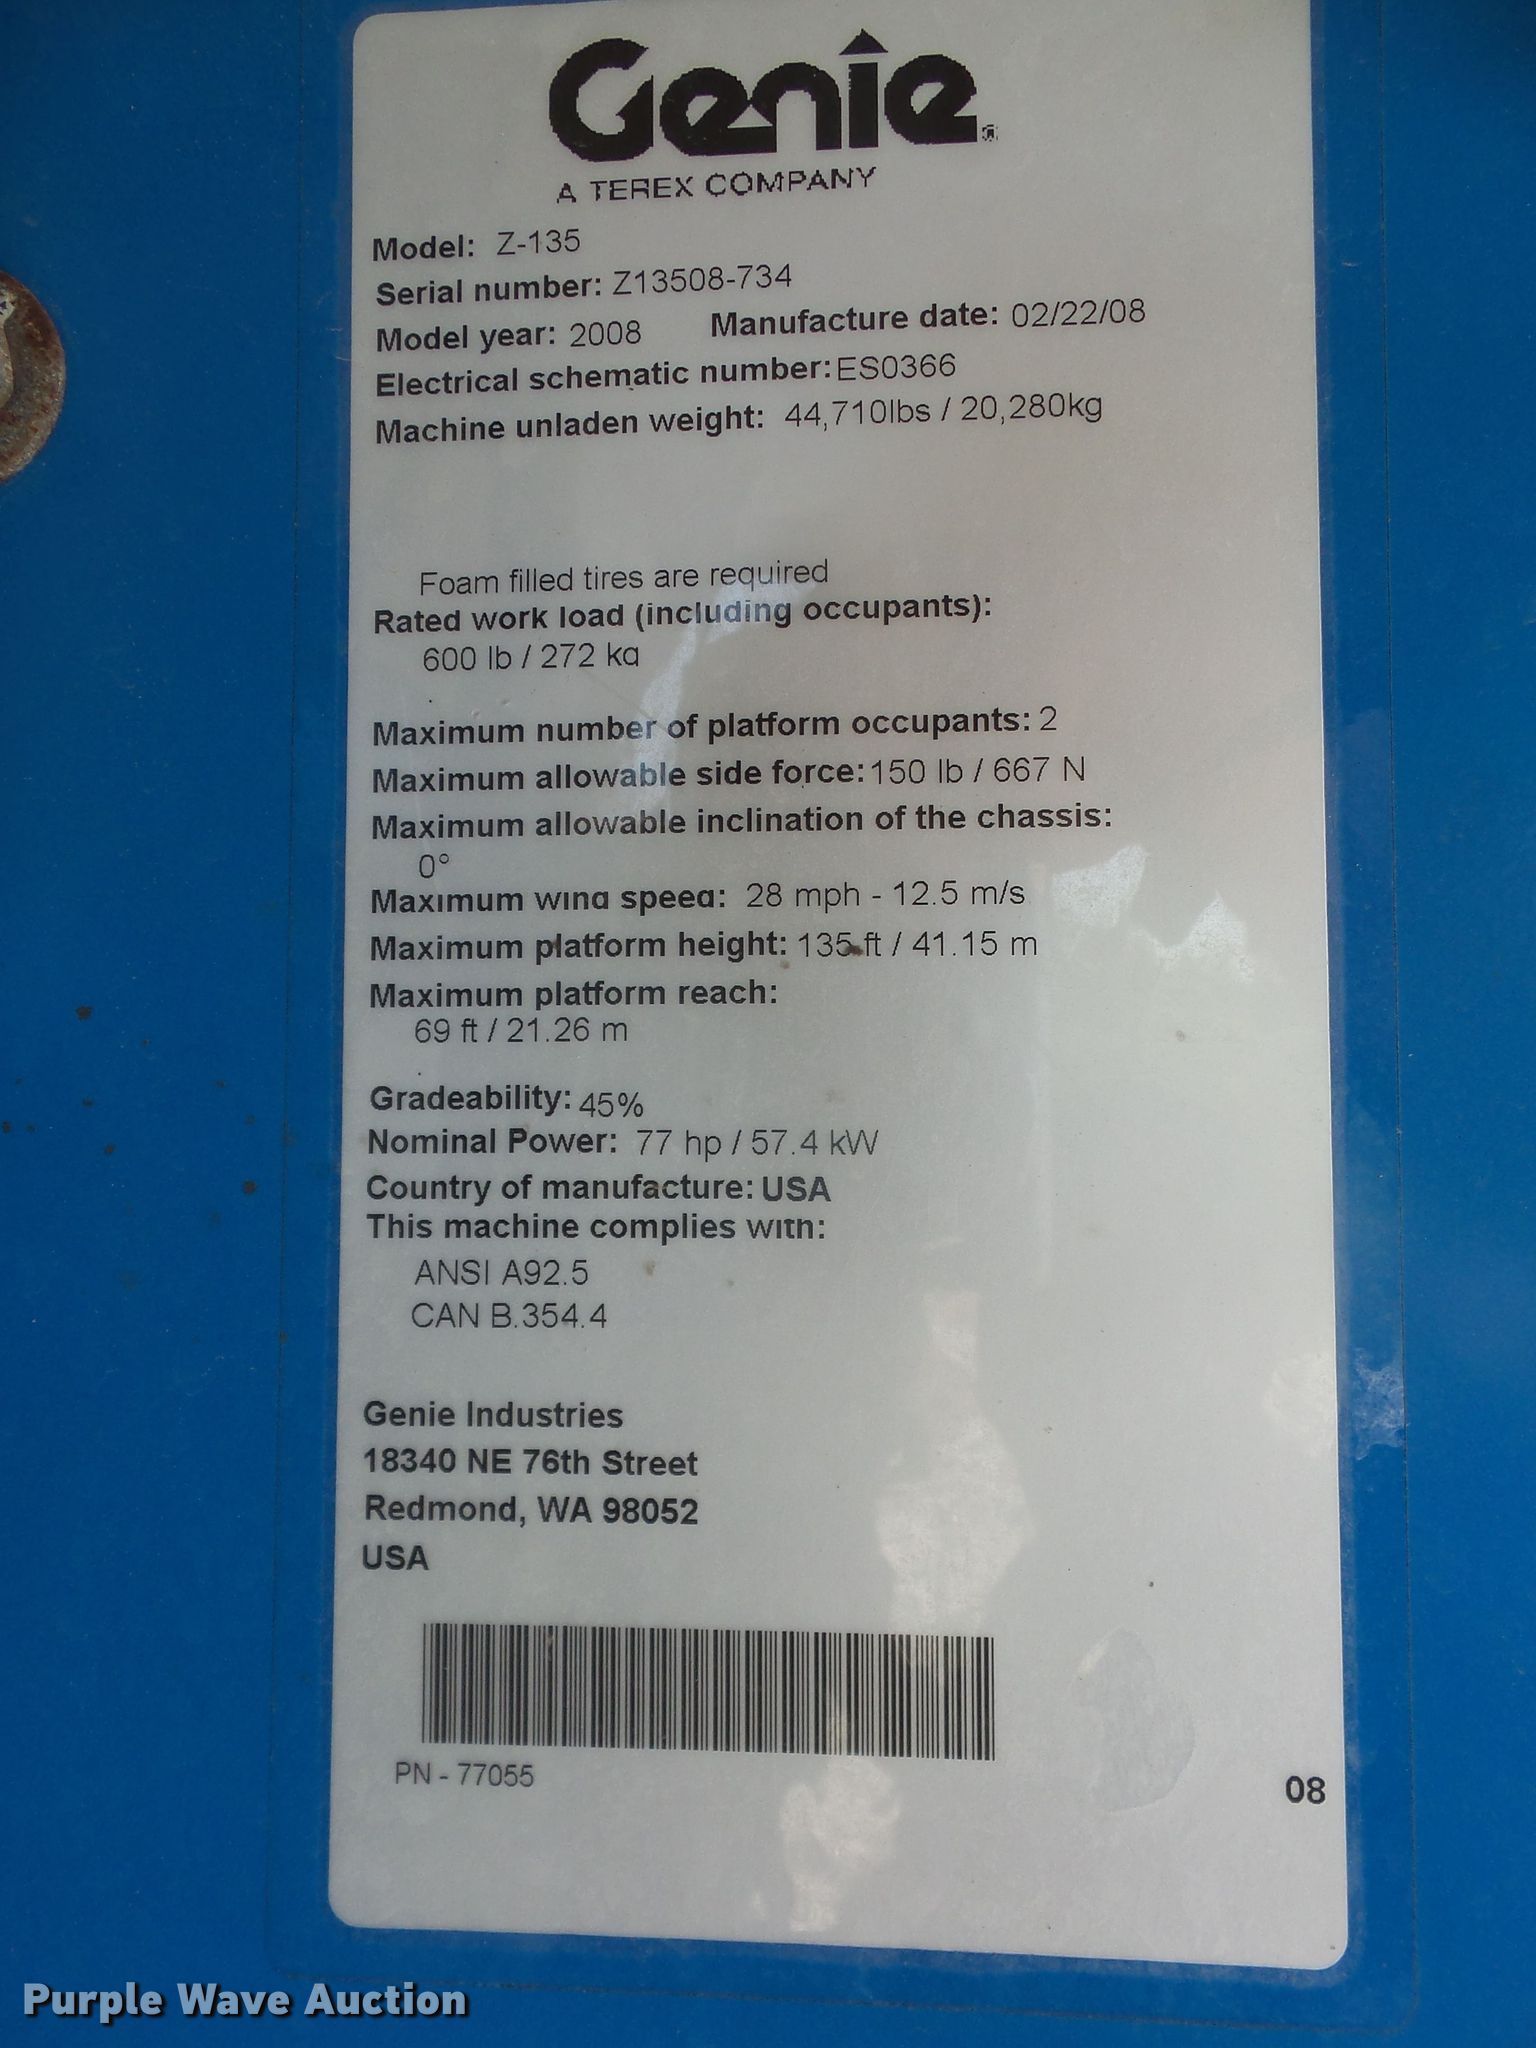 Genie®
A TEREX COMPANY
Model: Z-135
Serial number: Z13508-734
Model year: 2008 Manufacture date: 02/22/08
Electrical schematic number: ES0366
Machine unladen weight: 44,710lbs / 20,280kg
Foam filled tires are required
Rated work load (including occupants):
600 lb / 272 kg
Maximum number of platform occupants: 2
Maximum allowable side force: 150 lb / 667 N
Maximum allowable inclination of the chassis:
0°
Maximum wind speed: 28 mph - 12.5 m/s
Maximum platform height: 135 ft / 41.15 m
Maximum platform reach:
69 ft / 21.26 m
Gradeability: 45%
Nominal Power: 77 hp / 57.4 kW
Country of manufacture: USA
This machine complies with:
ANSI A92.5
CAN B.354.4
Genie Industries
18340 NE 76th Street
Redmond, WA 98052
USA
PN - 77055
08
Purple Wave Auction